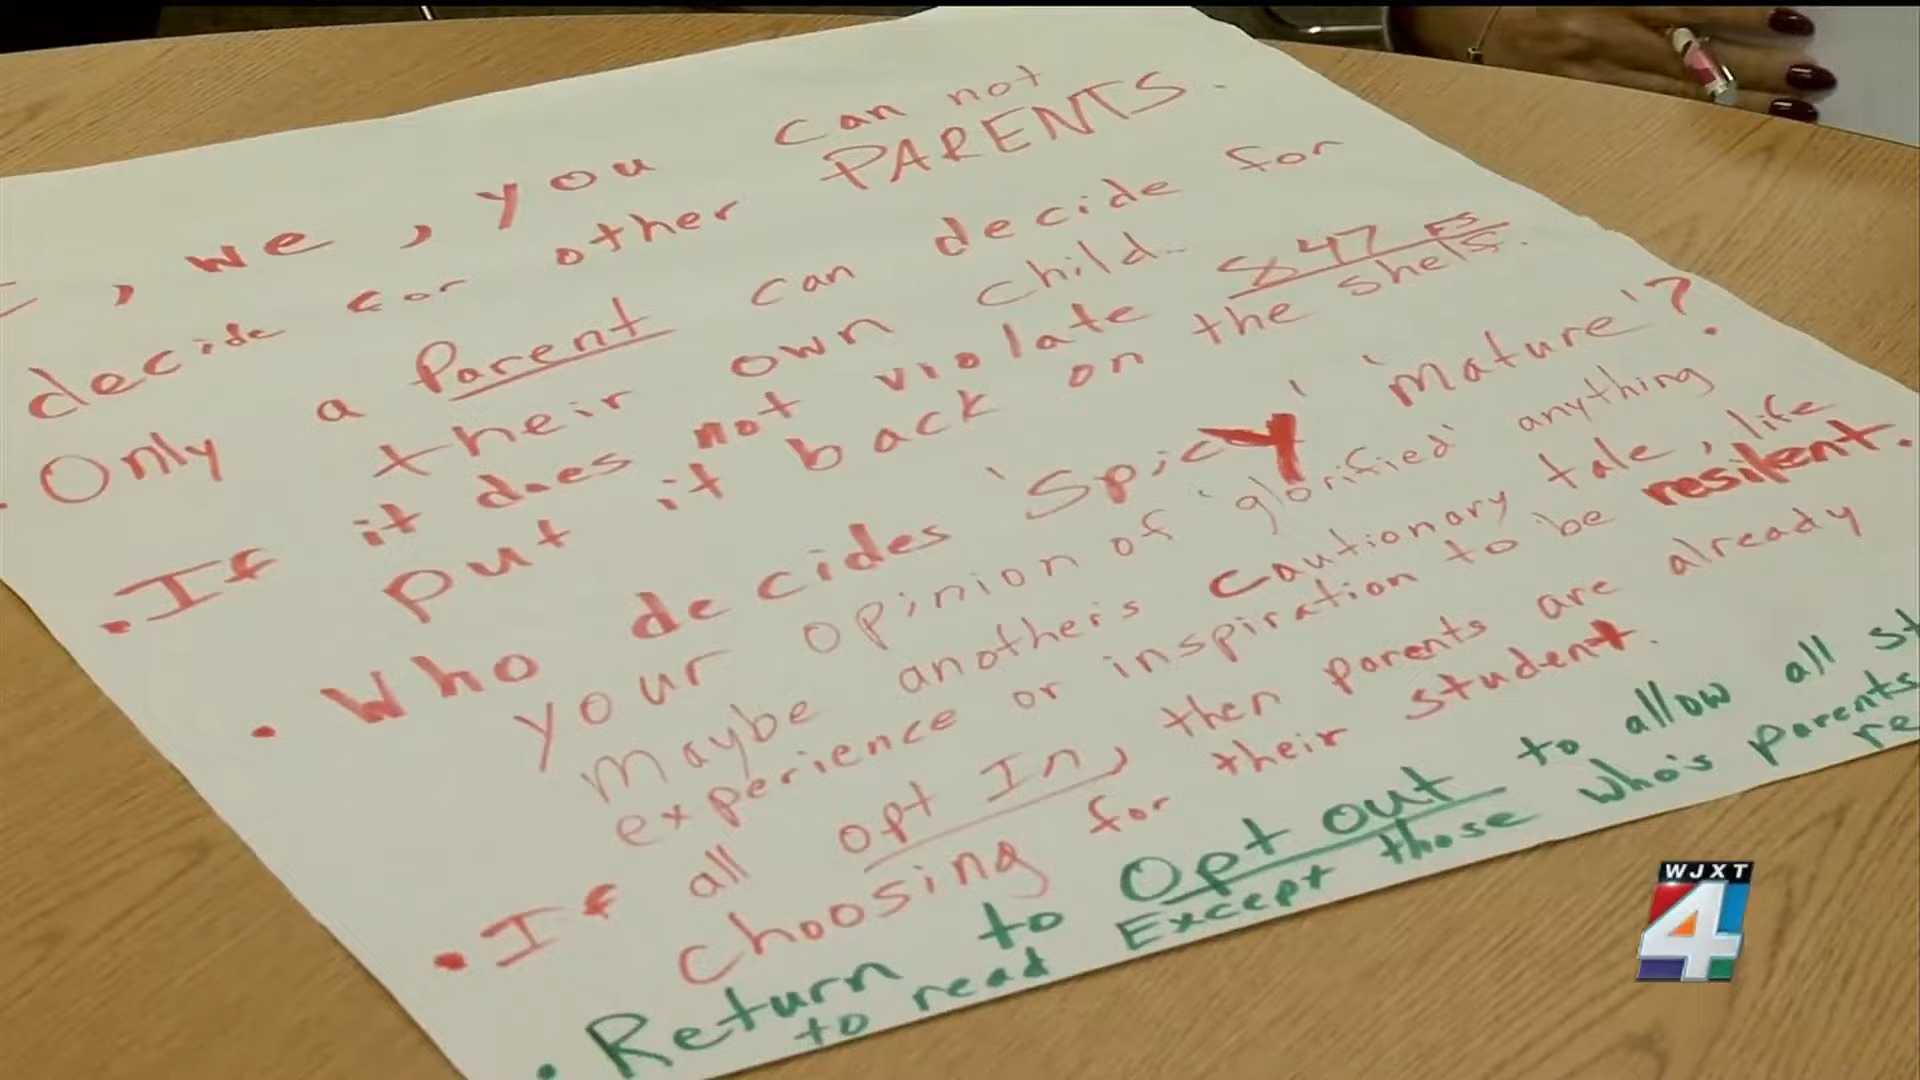 I, we, you can not
decide for other PARENTS.
Only a Parent can decide for
their own child.
If it does not violate 847 FS
put it back on the shels.
Who decides 'Spicy' 'mature'?
your opinion of 'glorified' anything
Maybe another's cautionary tale, life
experience or inspiration to be resilent.
If all opt In, then parents are already
choosing for their student.
Return to Opt out to allow all st
to read Except those who's parents
re
WJXT
4